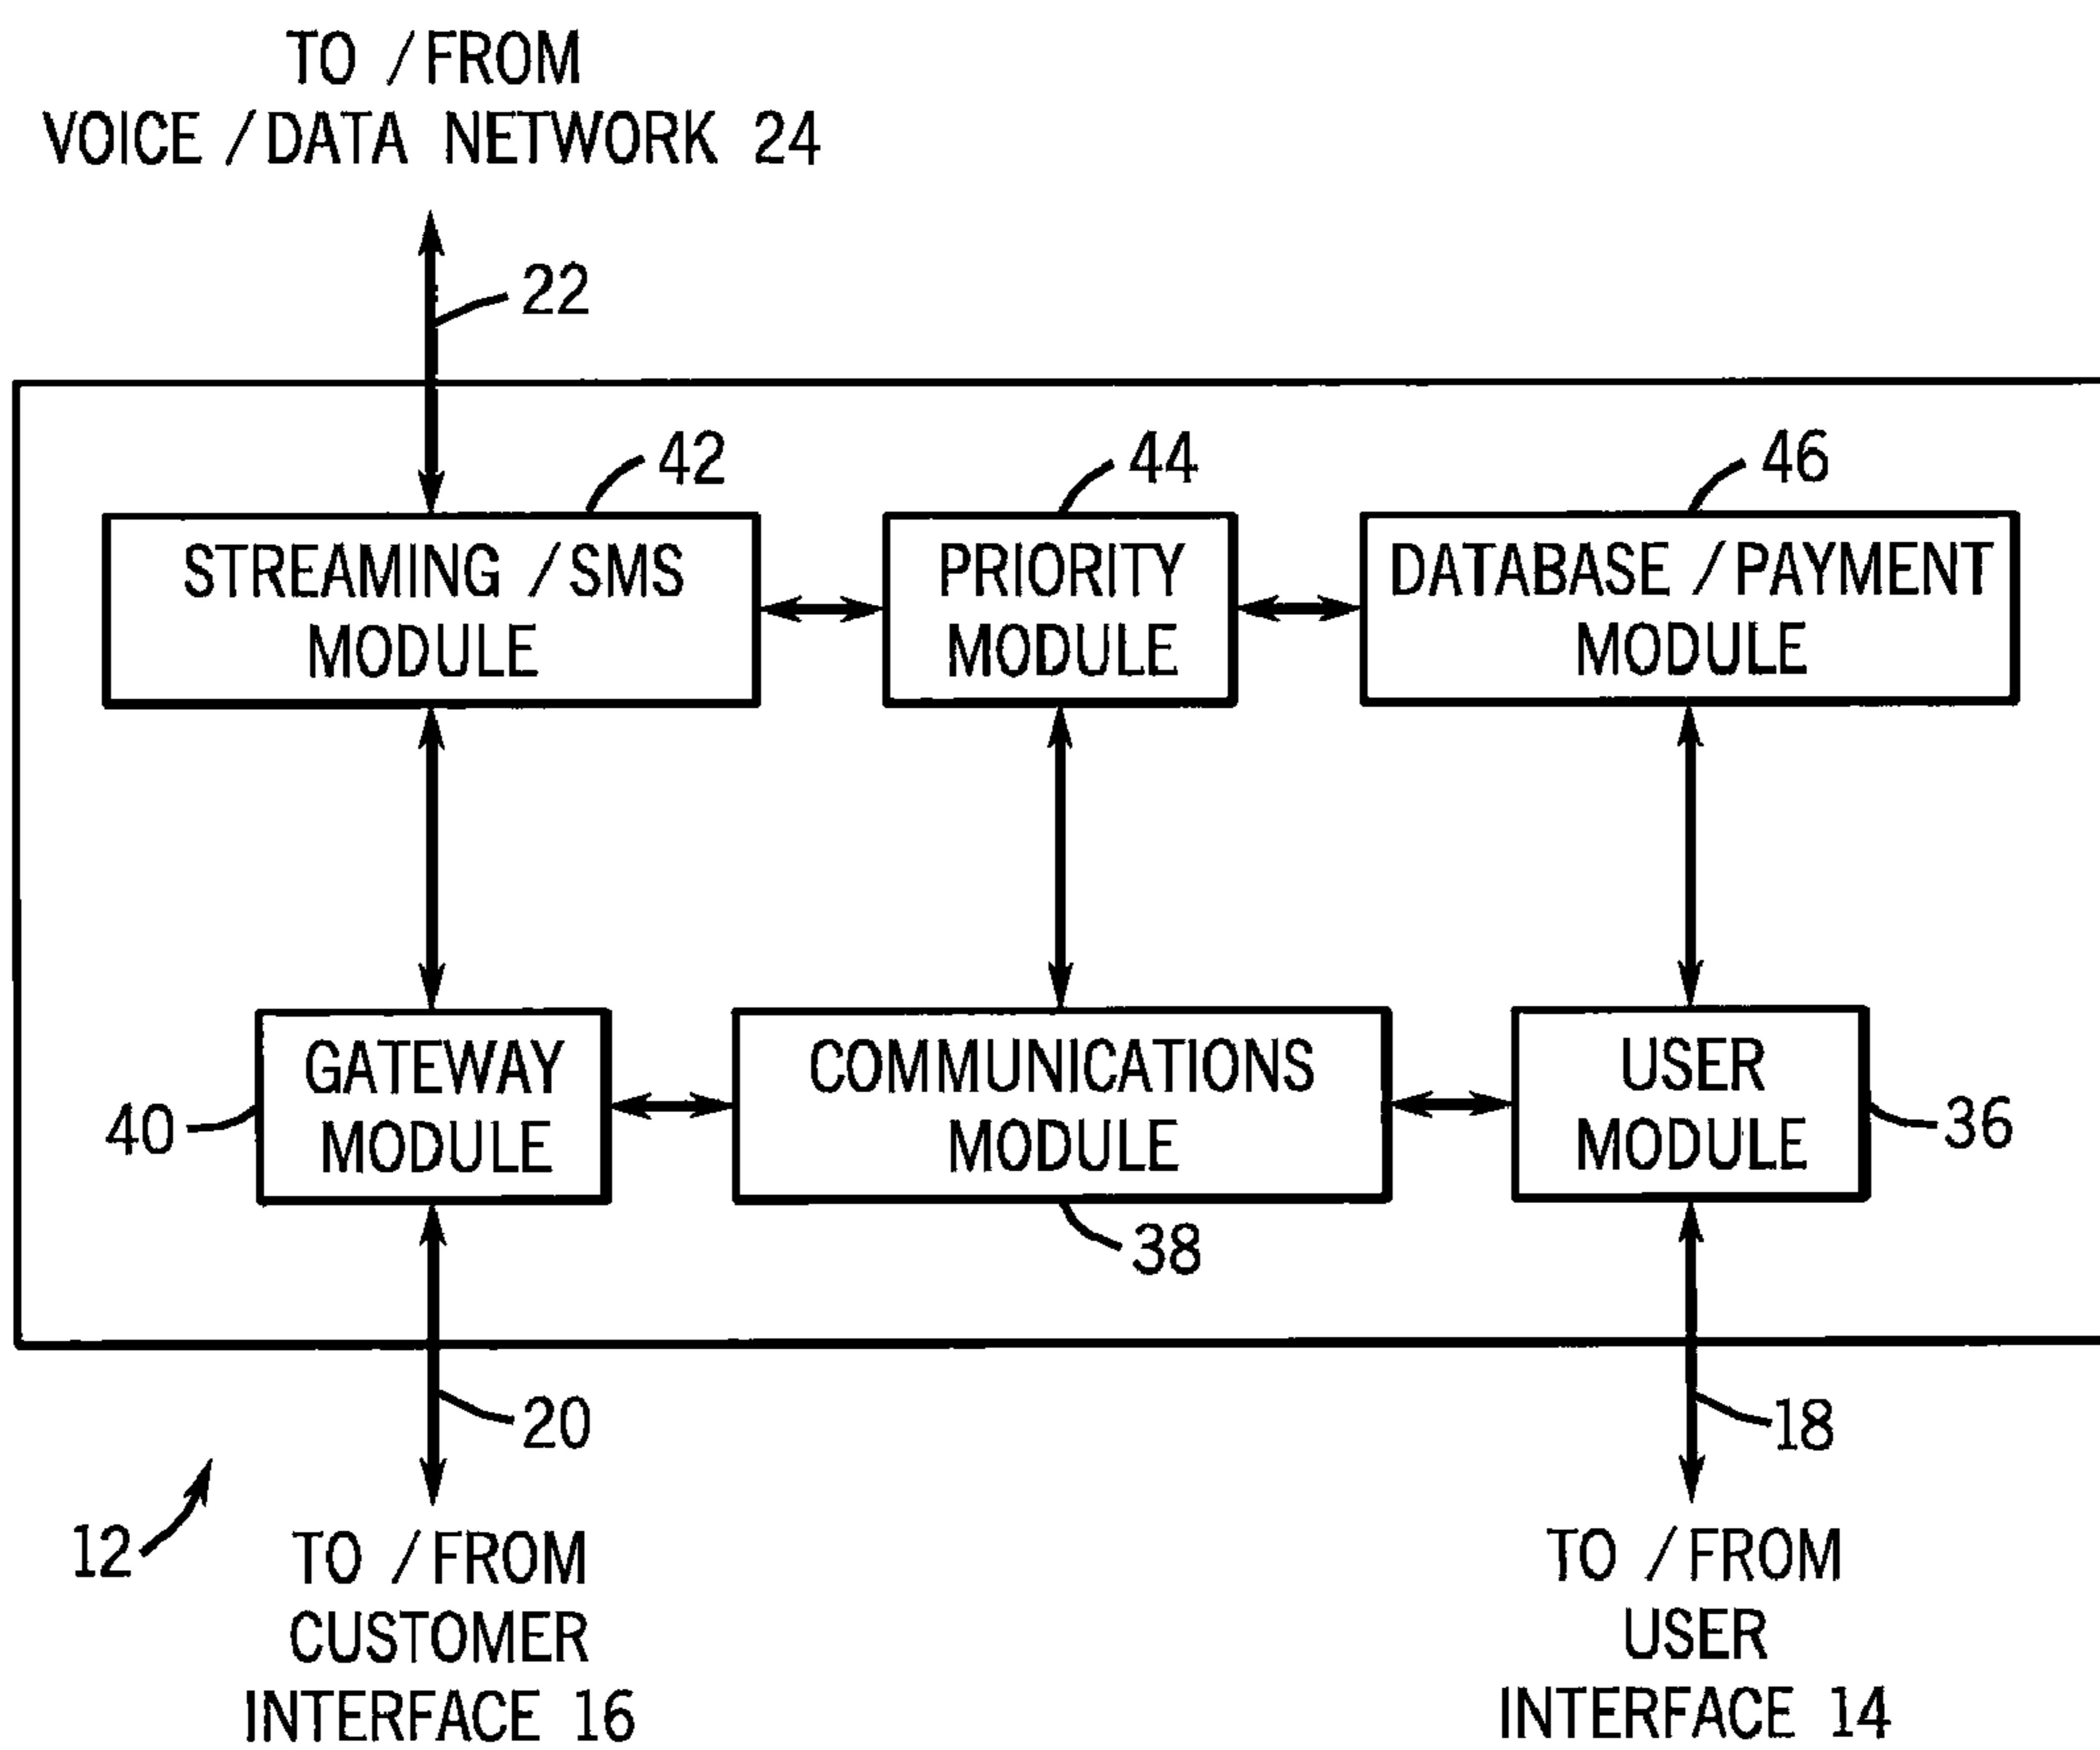 TO / FROM
VOICE / DATA NETWORK 24
22
42
44
46
STREAMING / SMS
MODULE
PRIORITY
MODULE
DATABASE / PAYMENT
MODULE
GATEWAY
MODULE
40
COMMUNICATIONS
MODULE
38
USER
MODULE
36
20
18
12
TO / FROM
CUSTOMER
INTERFACE 16
TO / FROM
USER
INTERFACE 14